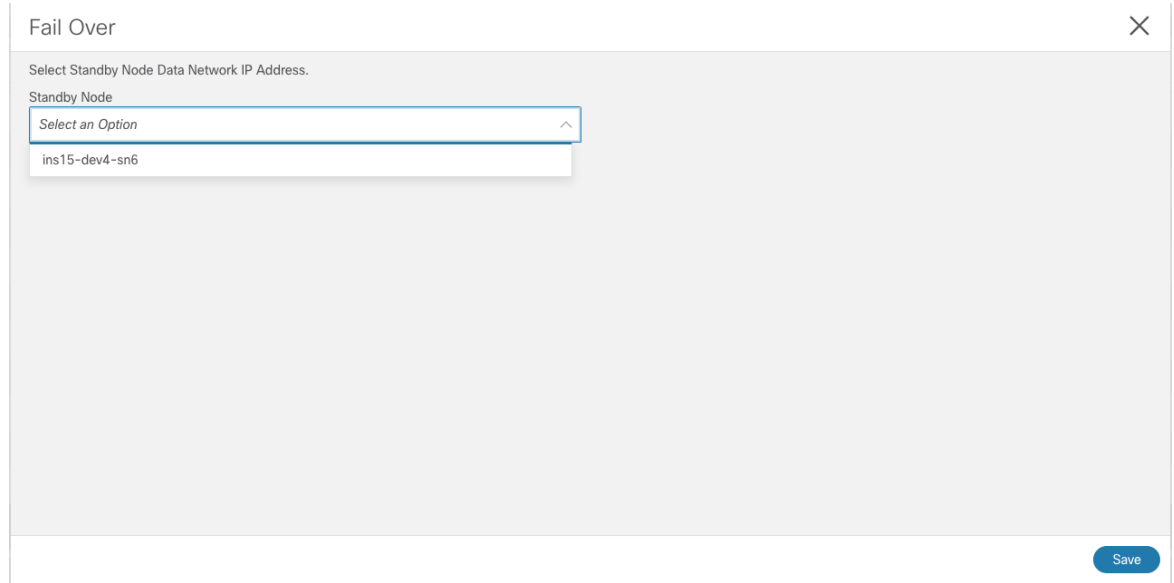 Fail Over
Select Standby Node Data Network IP Address.
Standby Node
Select an Option
ins15-dev4-sn6
Save